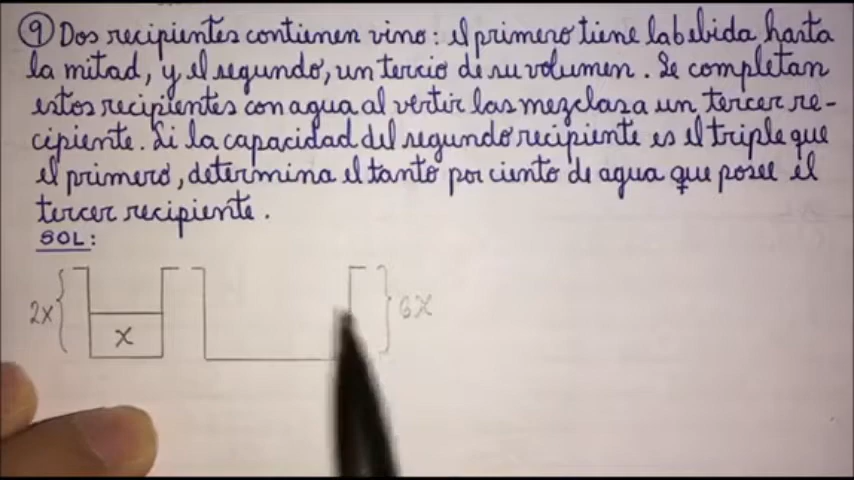 9 Dos recipientes contienen vino: el primero tiene la bebida hasta
la mitad, y el segundo, un tercio de su volumen. Se completan
estos recipientes con agua al vertir las mezclas a un tercer re-
cipiente. Si la capacidad del segundo recipiente es el triple que
el primero, determina el tanto por ciento de agua que posee el
tercer recipiente.
SOL:
2x x 6x